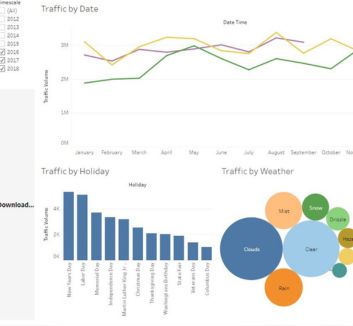 Timescale
(All)
2012
2013
2014
2015
2016
2017
2018
Download...
Traffic by Date
Date Time
3M
2M
1M
0M
Traffic Volume
January
February
March
April
May
June
July
August
September
October
Traffic by Holiday
Holiday
4K
2K
0K
Traffic Volume
New Years Day
Labor Day
Memorial Day
Independence Day
Martin Luther King Jr
Christmas Day
Thanksgiving Day
Washingtons Birthday
State Fair
Veterans Day
Columbus Day
Traffic by Weather
Mist
Snow
Drizzle
Haze
Clouds
Clear
Rain